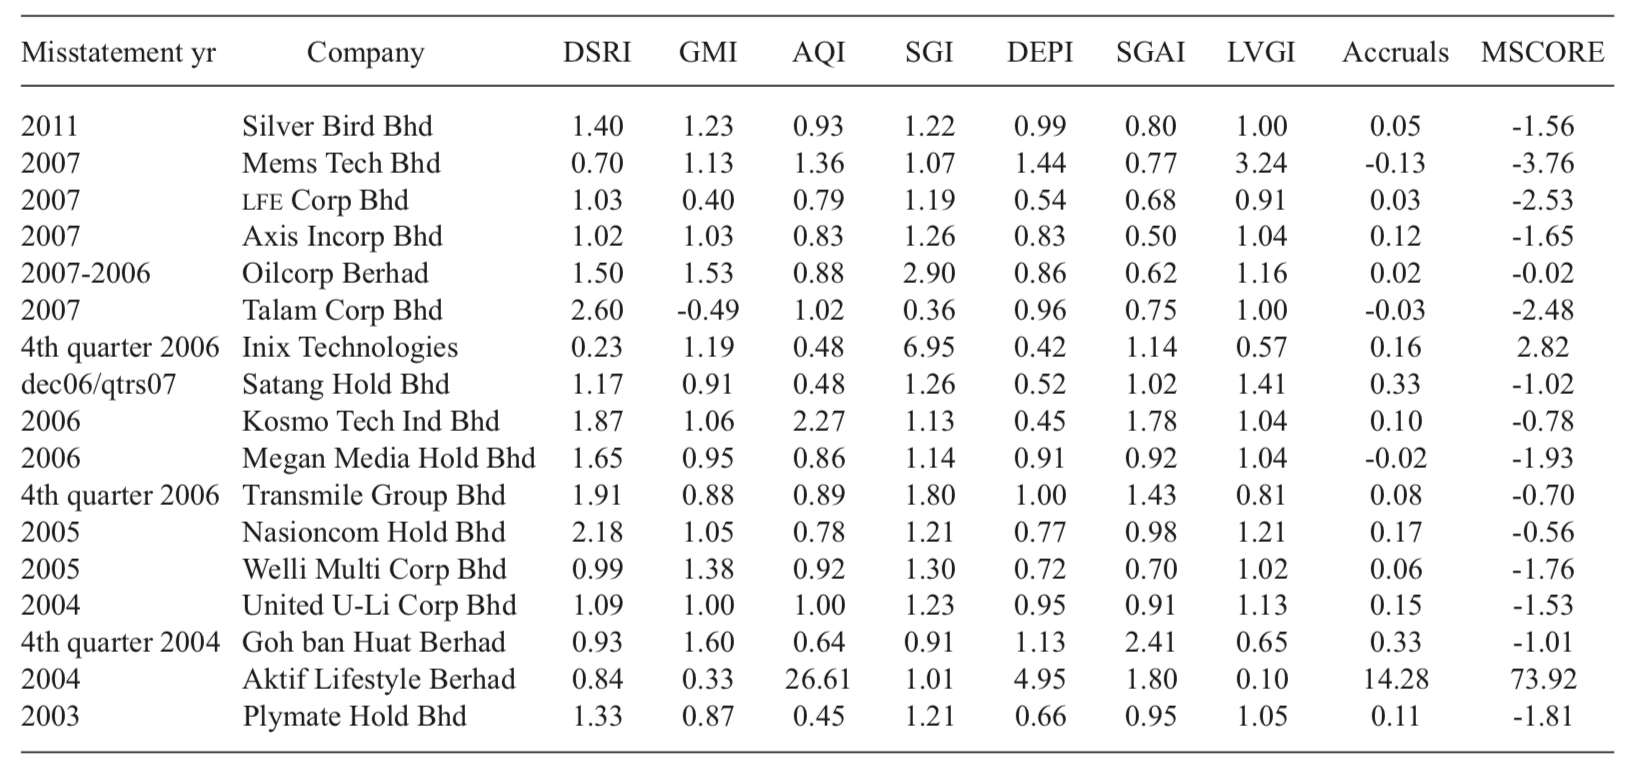 Misstatement yr Company DSRI GMI AQI SGI DEPI SGAI LVGI Accruals MSCORE
2011 Silver Bird Bhd 1.40 1.23 0.93 1.22 0.99 0.80 1.00 0.05 -1.56
2007 Mems Tech Bhd 0.70 1.13 1.36 1.07 1.44 0.77 3.24 -0.13 -3.76
2007 LFE Corp Bhd 1.03 0.40 0.79 1.19 0.54 0.68 0.91 0.03 -2.53
2007 Axis Incorp Bhd 1.02 1.03 0.83 1.26 0.83 0.50 1.04 0.12 -1.65
2007-2006 Oilcorp Berhad 1.50 1.53 0.88 2.90 0.86 0.62 1.16 0.02 -0.02
2007 Talam Corp Bhd 2.60 -0.49 1.02 0.36 0.96 0.75 1.00 -0.03 -2.48
4th quarter 2006 Inix Technologies 0.23 1.19 0.48 6.95 0.42 1.14 0.57 0.16 2.82
dec06/qtrs07 Satang Hold Bhd 1.17 0.91 0.48 1.26 0.52 1.02 1.41 0.33 -1.02
2006 Kosmo Tech Ind Bhd 1.87 1.06 2.27 1.13 0.45 1.78 1.04 0.10 -0.78
2006 Megan Media Hold Bhd 1.65 0.95 0.86 1.14 0.91 0.92 1.04 -0.02 -1.93
4th quarter 2006 Transmile Group Bhd 1.91 0.88 0.89 1.80 1.00 1.43 0.81 0.08 -0.70
2005 Nasioncom Hold Bhd 2.18 1.05 0.78 1.21 0.77 0.98 1.21 0.17 -0.56
2005 Welli Multi Corp Bhd 0.99 1.38 0.92 1.30 0.72 0.70 1.02 0.06 -1.76
2004 United U-Li Corp Bhd 1.09 1.00 1.00 1.23 0.95 0.91 1.13 0.15 -1.53
4th quarter 2004 Goh ban Huat Berhad 0.93 1.60 0.64 0.91 1.13 2.41 0.65 0.33 -1.01
2004 Aktif Lifestyle Berhad 0.84 0.33 26.61 1.01 4.95 1.80 0.10 14.28 73.92
2003 Plymate Hold Bhd 1.33 0.87 0.45 1.21 0.66 0.95 1.05 0.11 -1.81